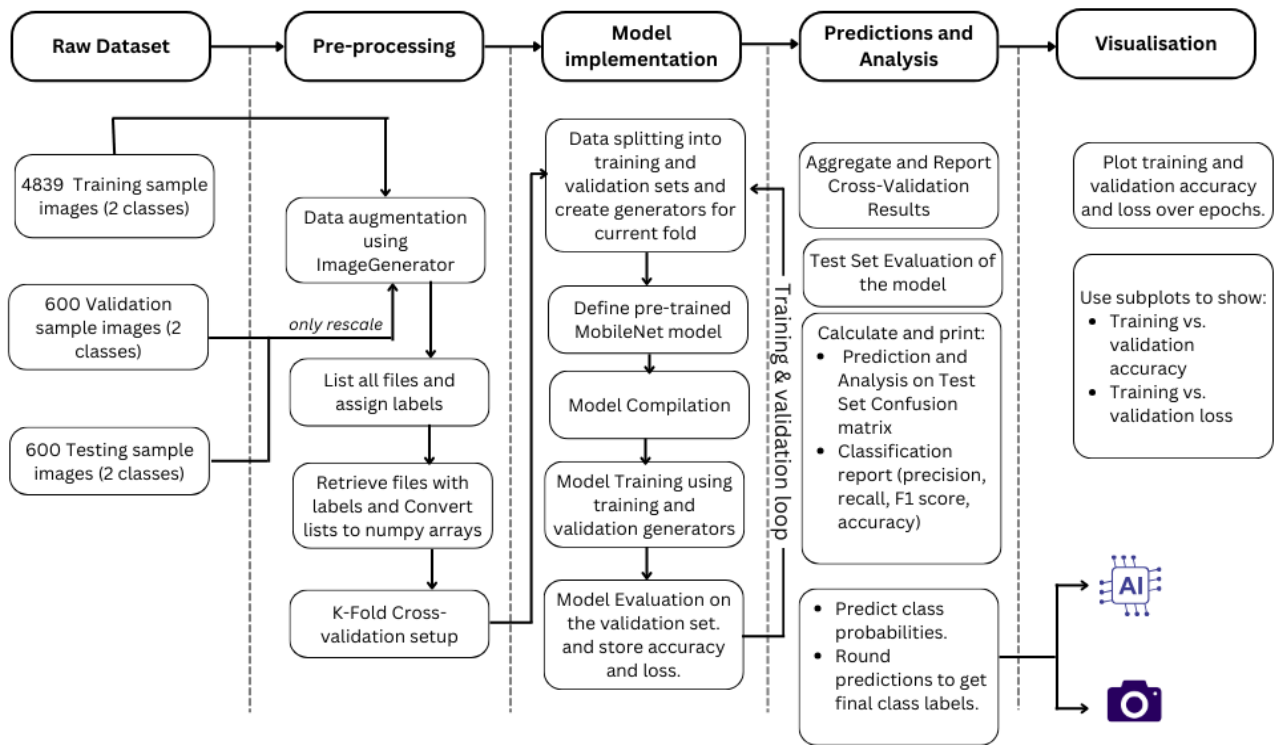 Raw Dataset
Pre-processing
Model
implementation
Predictions and
Analysis
Visualisation
4839 Training sample
images (2 classes)
600 Validation
sample images (2
classes)
600 Testing sample
images (2 classes)
only rescale
Data augmentation
using
ImageGenerator
List all files and
assign labels
Retrieve files with
labels and Convert
lists to numpy arrays
K-Fold Cross-
validation setup
Data splitting into
training and
validation sets and
create generators for
current fold
Define pre-trained
MobileNet model
Model Compilation
Model Training using
training and
validation generators
Model Evaluation on
the validation set.
and store accuracy
and loss.
Training & validation loop
Aggregate and Report
Cross-Validation
Results
Test Set Evaluation of
the model
Calculate and print:
• Prediction and
Analysis on Test
Set Confusion
matrix
• Classification
report (precision,
recall, F1 score,
accuracy)
• Predict class
probabilities.
• Round
predictions to get
final class labels.
Plot training and
validation accuracy
and loss over epochs.
Use subplots to show:
• Training vs.
validation
accuracy
• Training vs.
validation loss
AI